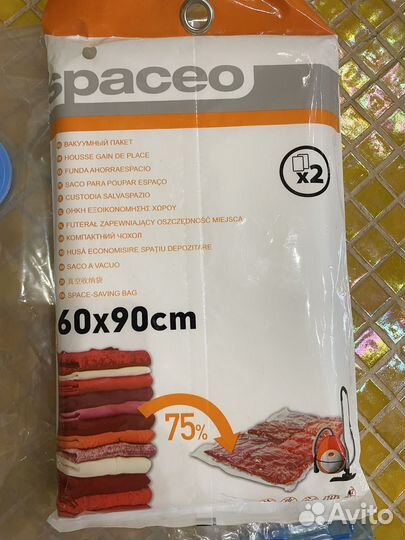 spaceo
ВАКУУМНЫЙ ПАКЕТ
HOUSSE GAIN DE PLACE
FUNDA AHORRAESPACIO
SACO PARA POUPAR ESPAÇO
CUSTODIA SALVASPAZIO
ΘΗΚΗ ΕΞΟΙΚΟΝΟΜΗΣΗΣ ΧΩΡΟΥ
FUTERAŁ ZAPEWNIAJĄCY OSZCZĘDNOŚĆ MIEJSCA
КОМПАКТНИЙ ЧОХОЛ
HUSĂ ECONOMISIRE SPAȚIU DEPOZITARE
SACO A VACUO
真空收纳袋
SPACE-SAVING BAG
x2
60x90cm
75%
Avito